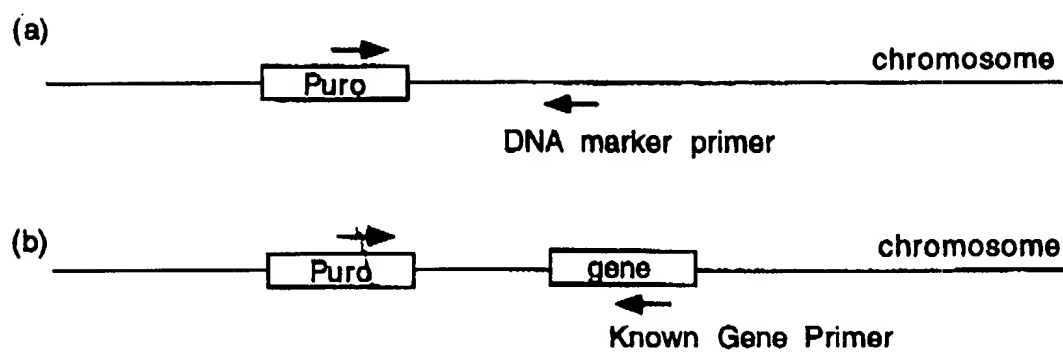 (a)
Puro
chromosome
DNA marker primer
(b)
Puro
gene
chromosome
Known Gene Primer